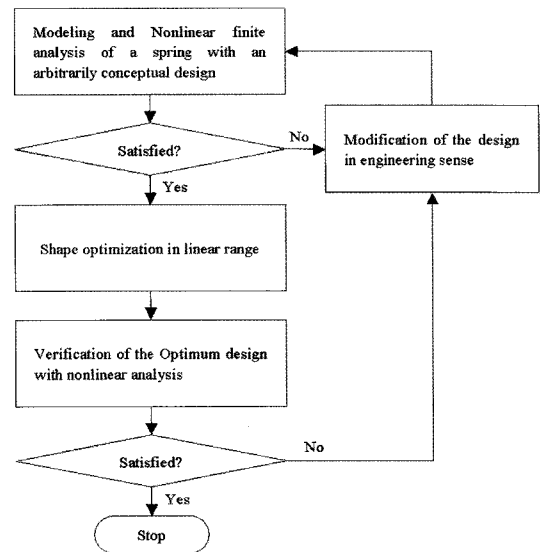 Modeling and Nonlinear finite
analysis of a spring with an
arbitrarily conceptual design
Satisfied?
No
Modification of the design
in engineering sense
Yes
Shape optimization in linear range
Verification of the Optimum design
with nonlinear analysis
Satisfied?
No
Yes
Stop